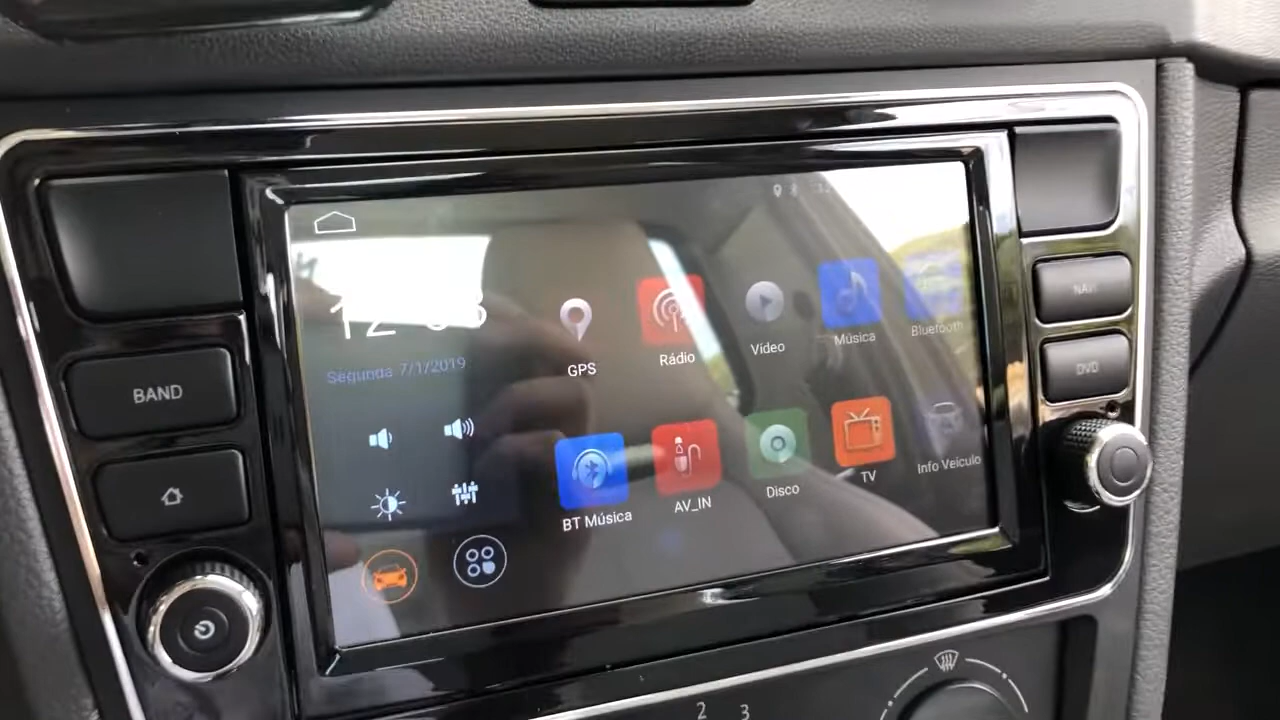 BAND
Segunda 7/1/2019
GPS
Rádio
Vídeo
Música
Bluetooth
BT Música
AV_IN
Disco
TV
Info Veículo
NAVI
DVD
2 3